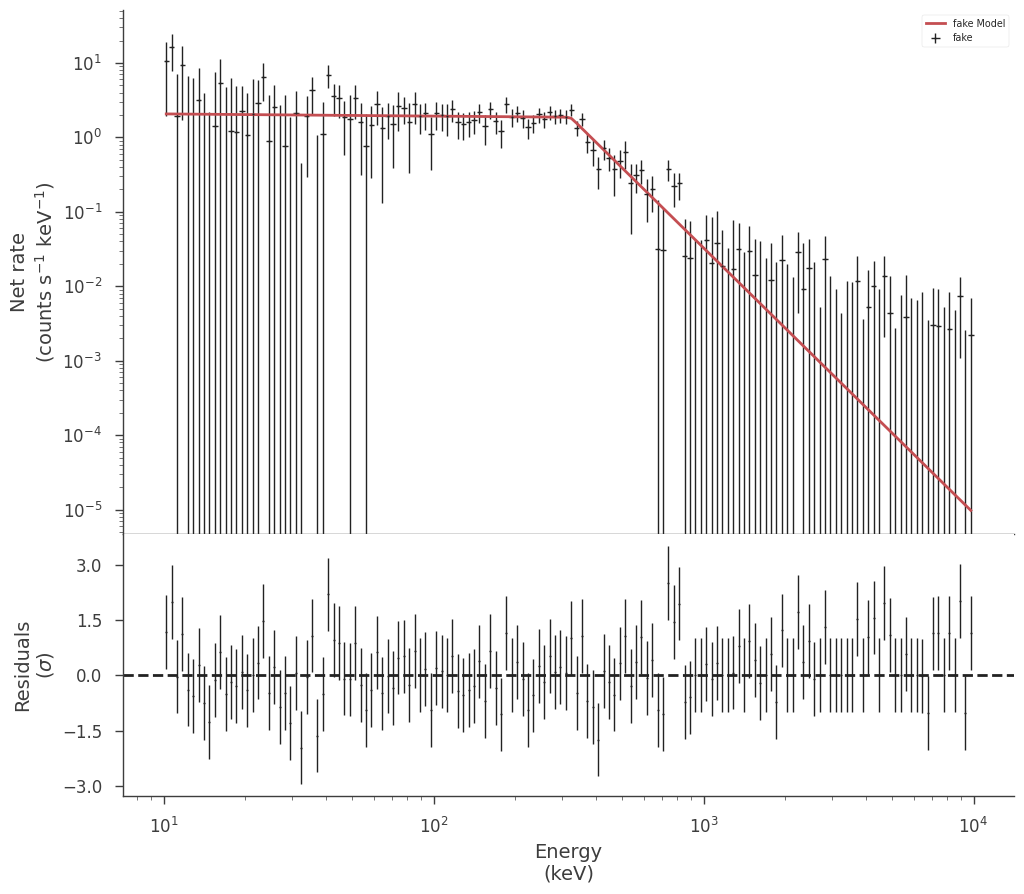 fake Model
fake
10¹
10⁰
10⁻¹
10⁻²
10⁻³
10⁻⁴
10⁻⁵
Net rate
(counts s⁻¹ keV⁻¹)
3.0
1.5
0.0
−1.5
−3.0
Residuals
(σ)
10¹ 10² 10³ 10⁴
Energy
(keV)